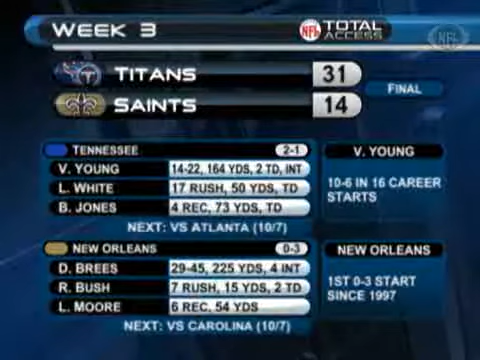 WEEK 3
NFL TOTAL ACCESS
NFL
TITANS 31
SAINTS 14
FINAL
TENNESSEE 2-1
V. YOUNG 14-22, 164 YDS, 2 TD, INT
L. WHITE 17 RUSH, 50 YDS, TD
B. JONES 4 REC, 73 YDS, TD
NEXT: VS ATLANTA (10/7)
V. YOUNG
10-6 IN 16 CAREER
STARTS
NEW ORLEANS 0-3
D. BREES 29-45, 225 YDS, 4 INT
R. BUSH 7 RUSH, 15 YDS, 2 TD
L. MOORE 6 REC, 54 YDS
NEXT: VS CAROLINA (10/7)
NEW ORLEANS
1ST 0-3 START
SINCE 1997